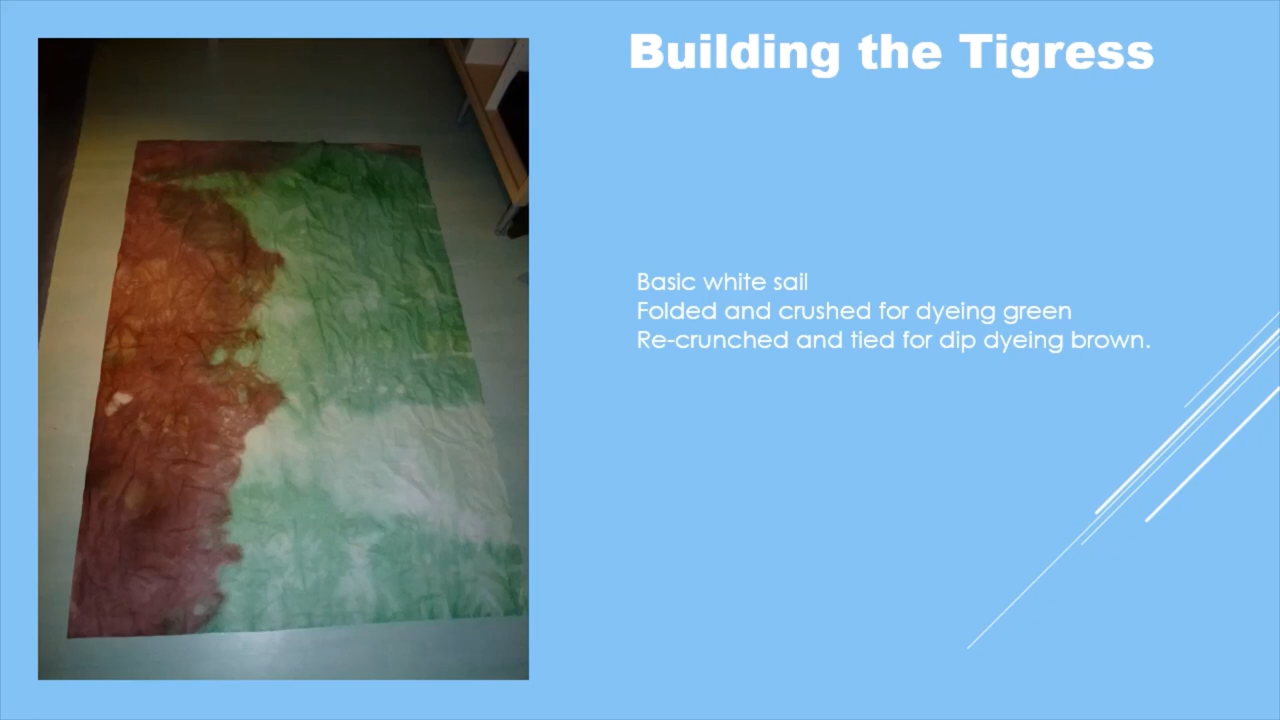 Building the Tigress
Basic white sail
Folded and crushed for dyeing green
Re-crunched and tied for dip dyeing brown.